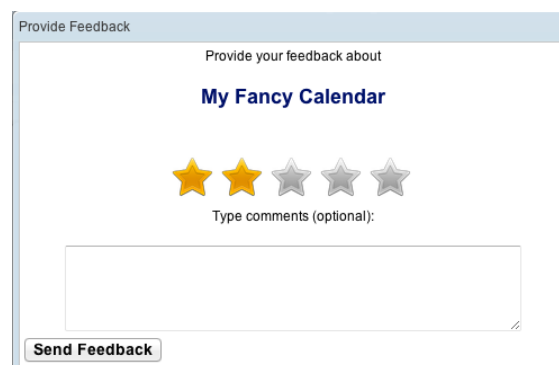 Provide Feedback
Provide your feedback about
My Fancy Calendar
Type comments (optional):
Send Feedback